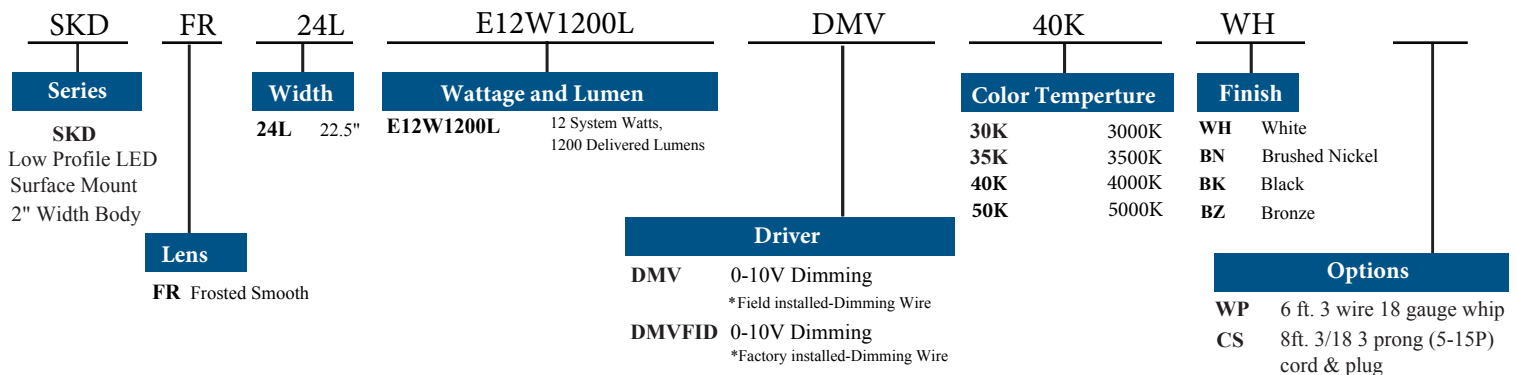 SKD FR 24L E12W1200L DMV 40K WH
Series
SKD
Low Profile LED
Surface Mount
2" Width Body
Lens
FR Frosted Smooth
Width
24L 22.5"
Wattage and Lumen
E12W1200L 12 System Watts,
1200 Delivered Lumens
Driver
DMV 0-10V Dimming
*Field installed-Dimming Wire
DMVFID 0-10V Dimming
*Factory installed-Dimming Wire
Color Temperture
30K 3000K
35K 3500K
40K 4000K
50K 5000K
Finish
WH White
BN Brushed Nickel
BK Black
BZ Bronze
Options
WP 6 ft. 3 wire 18 gauge whip
CS 8ft. 3/18 3 prong (5-15P)
cord & plug